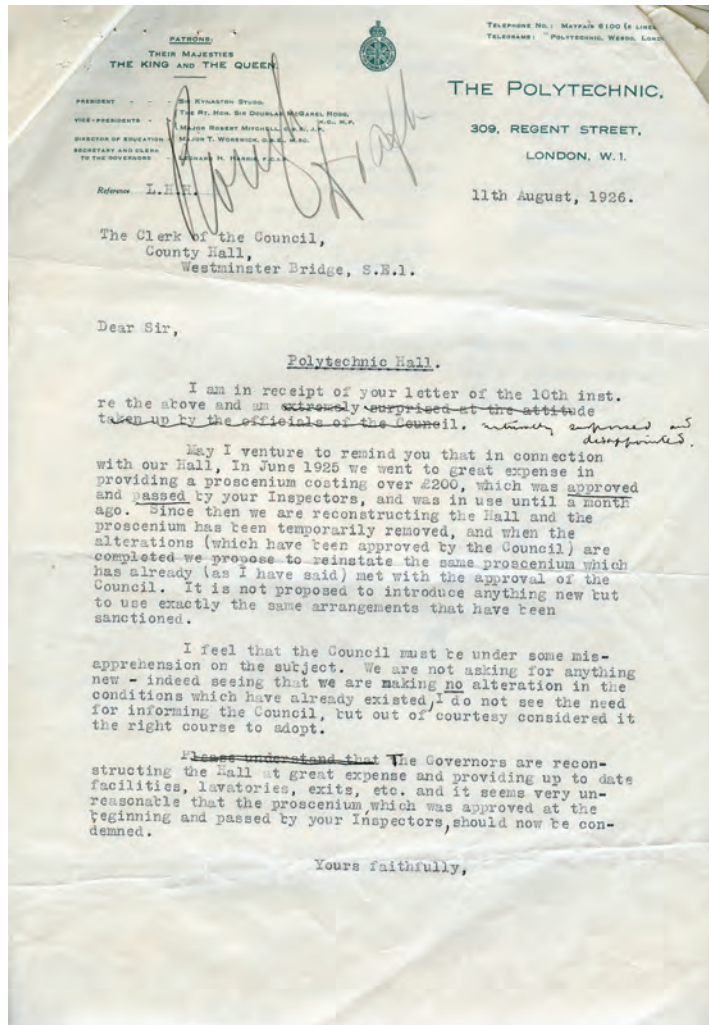 PATRONS:
THEIR MAJESTIES
THE KING AND THE QUEEN
PRESIDENT - - - SIR KYNASTON STUDD.
VICE-PRESIDENTS - THE RT. HON. SIR DOUGLAS MCGAREL HOGG,
K.C., M.P.
MAJOR ROBERT MITCHELL, C.B.E., J.P.
DIRECTOR OF EDUCATION - MAJOR T. WORSWICK, O.B.E., M.SC.
SECRETARY AND CLERK
TO THE GOVERNORS - LEONARD H. HARRIS, F.C.I.S.
TELEPHONE NO.: MAYFAIR 6100 (6 LINES
TELEGRAMS: "POLYTECHNIC, WESDO, LOND
THE POLYTECHNIC,
309, REGENT STREET,
LONDON, W.1.
Rough
Draft
Reference L.H.H.
11th August, 1926.
The Clerk of the Council,
County Hall,
Westminster Bridge, S.E.1.
Dear Sir,
Polytechnic Hall.
I am in receipt of your letter of the 10th inst.
re the above and am extremely surprised at the attitude
taken up by the officials of the Council. surprised and
disappointed.
May I venture to remind you that in connection
with our Hall, In June 1925 we went to great expense in
providing a proscenium costing over £200, which was approved
and passed by your Inspectors, and was in use until a month
ago. Since then we are reconstructing the Hall and the
proscenium has been temporarily removed, and when the
alterations (which have been approved by the Council) are
completed we propose to reinstate the same proscenium which
has already (as I have said) met with the approval of the
Council. It is not proposed to introduce anything new but
to use exactly the same arrangements that have been
sanctioned.
I feel that the Council must be under some mis-
apprehension on the subject. We are not asking for anything
new - indeed seeing that we are making no alteration in the
conditions which have already existed, I do not see the need
for informing the Council, but out of courtesy considered it
the right course to adopt.
Please understand that The Governors are recon-
structing the Hall at great expense and providing up to date
facilities, lavatories, exits, etc. and it seems very un-
reasonable that the proscenium, which was approved at the
beginning and passed by your Inspectors, should now be con-
demned.
Yours faithfully,